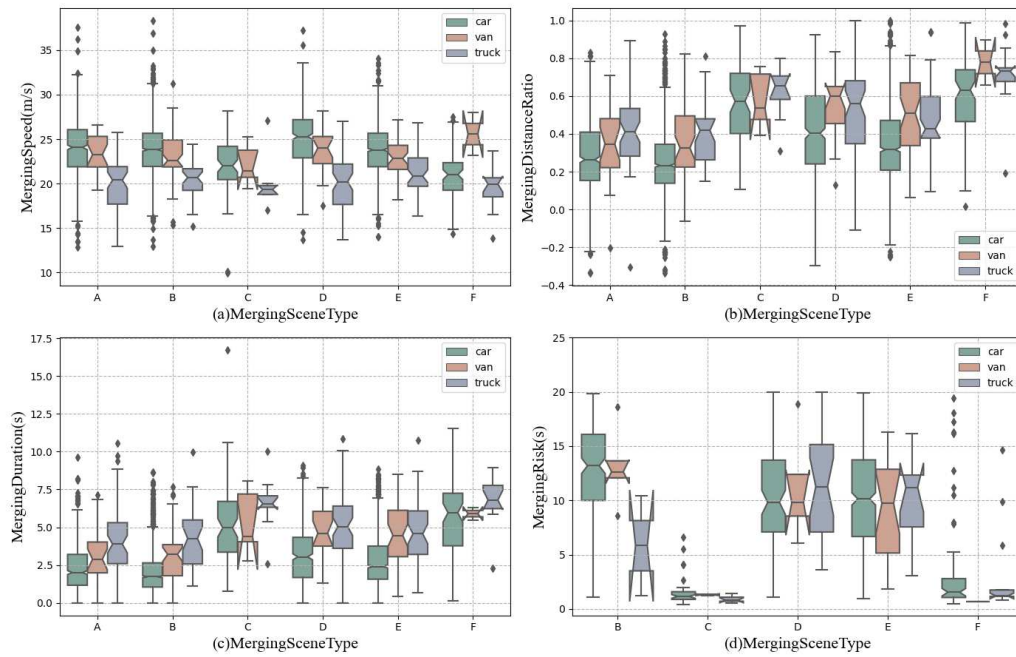 MergingSpeed(m/s)
35
30
25
20
15
10
car
van
truck
A B C D E F
(a)MergingSceneType
MergingDistanceRatio
1.0
0.8
0.6
0.4
0.2
0.0
−0.2
−0.4
car
van
truck
A B C D E F
(b)MergingSceneType
MergingDuration(s)
17.5
15.0
12.5
10.0
7.5
5.0
2.5
0.0
car
van
truck
A B C D E F
(c)MergingSceneType
MergingRisk(s)
25
20
15
10
5
0
car
van
truck
B C D E F
(d)MergingSceneType